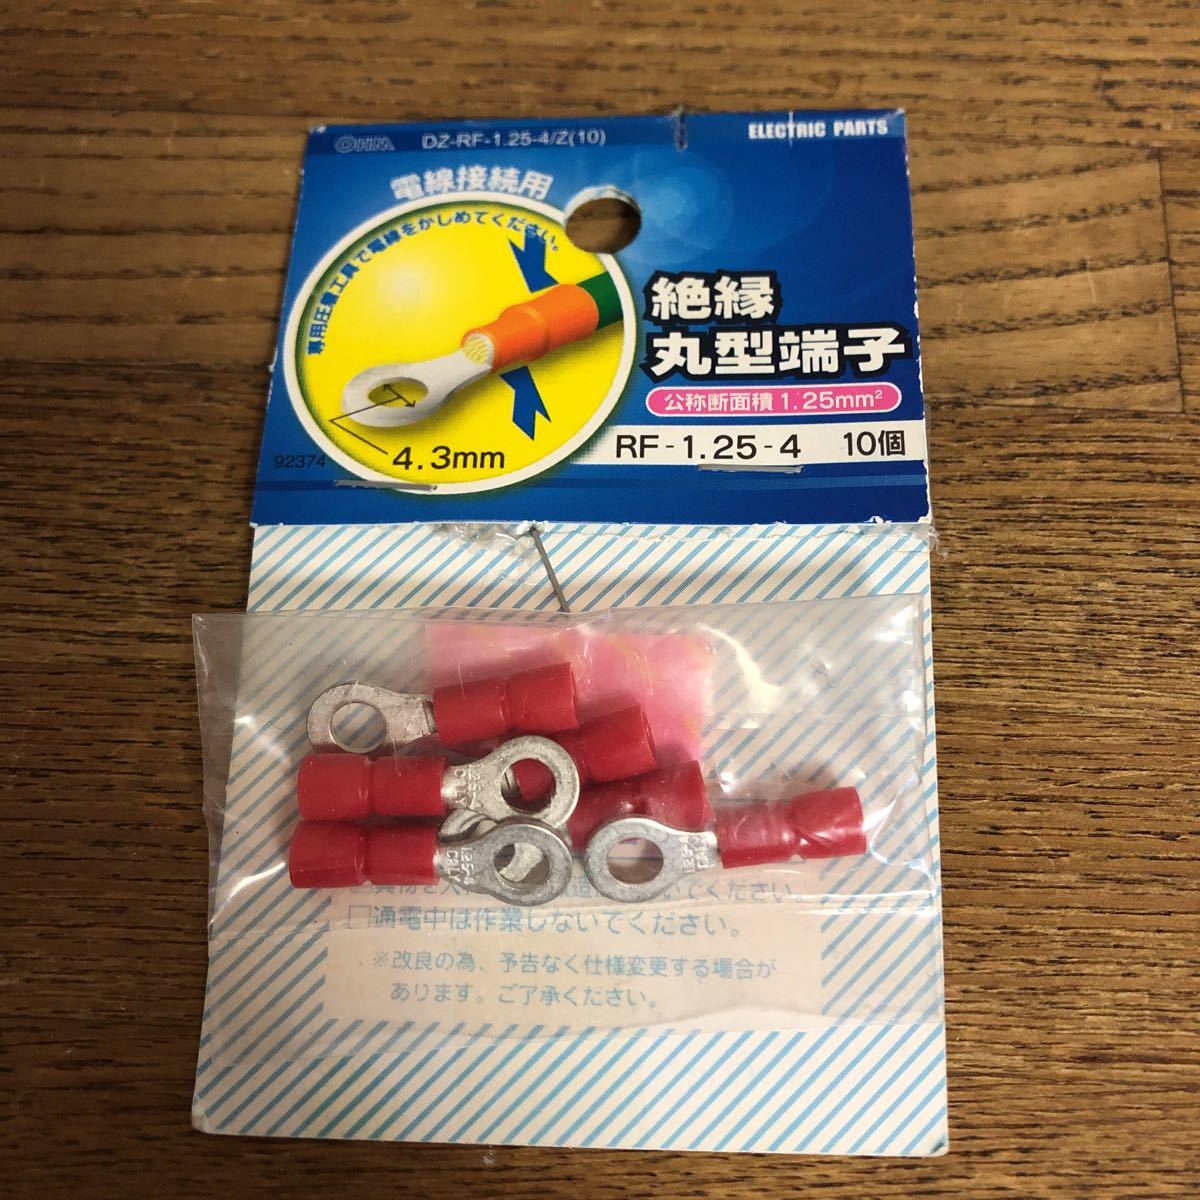 OHM DZ-RF-1.25-4/Z(10) ELECTRIC PARTS
電線接続用
専用圧着工具で電線をかしめてください。
絶縁
丸型端子
公称断面積1.25mm²
RF-1.25-4 10個
4.3mm
92374
てください。
□通電中は作業しないでください。
※改良の為、予告なく仕様変更する場合が
あります。ご了承ください。